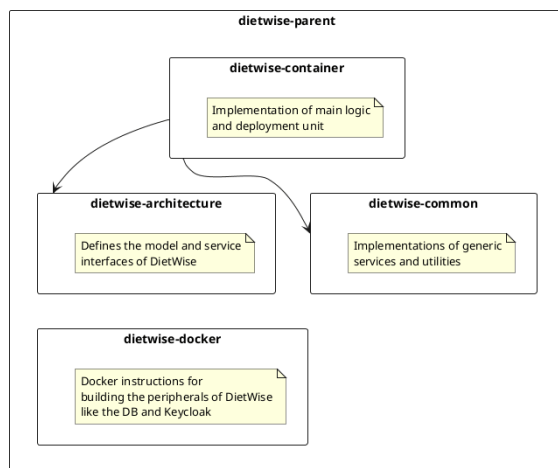 dietwise-parent
dietwise-container
Implementation of main logic
and deployment unit
dietwise-architecture
Defines the model and service
interfaces of DietWise
dietwise-common
Implementations of generic
services and utilities
dietwise-docker
Docker instructions for
building the peripherals of DietWise
like the DB and Keycloak